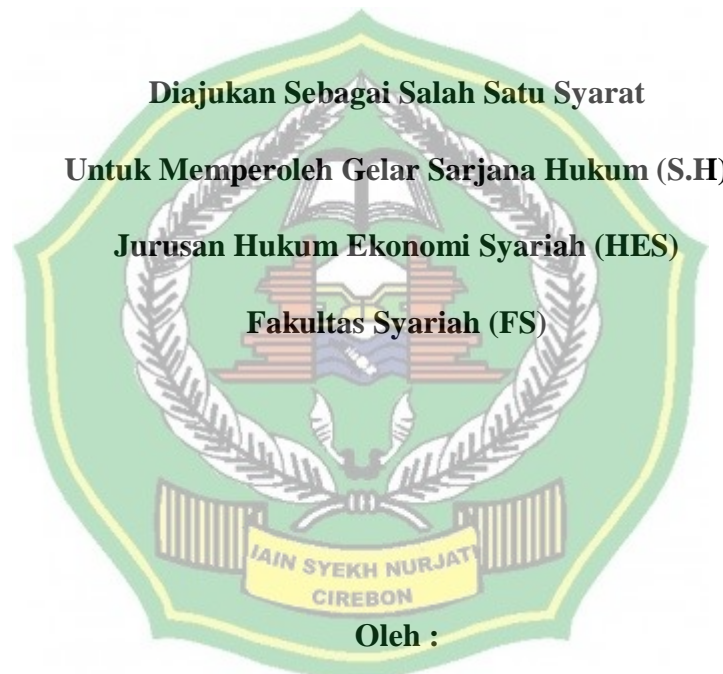 Diajukan Sebagai Salah Satu Syarat
Untuk Memperoleh Gelar Sarjana Hukum (S.H)
Jurusan Hukum Ekonomi Syariah (HES)
Fakultas Syariah (FS)
IAIN SYEKH NURJATI
CIREBON
Oleh :